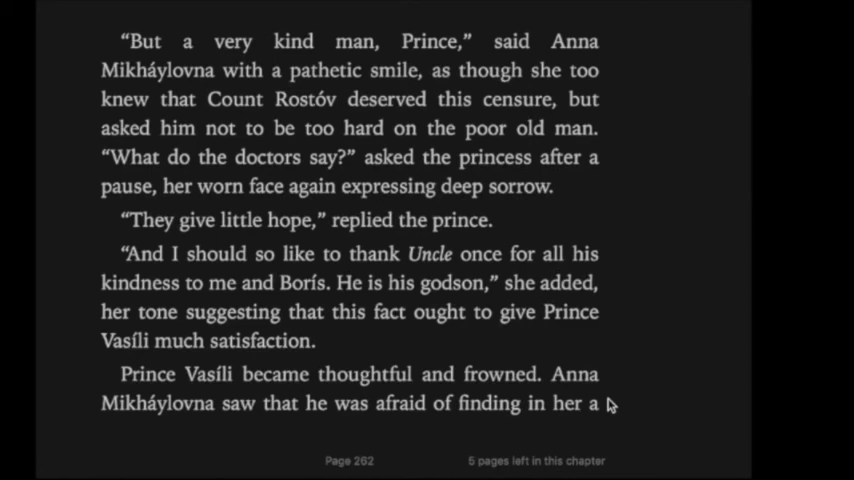 “But a very kind man, Prince,” said Anna
Mikháylovna with a pathetic smile, as though she too
knew that Count Rostóv deserved this censure, but
asked him not to be too hard on the poor old man.
“What do the doctors say?” asked the princess after a
pause, her worn face again expressing deep sorrow.
“They give little hope,” replied the prince.
“And I should so like to thank Uncle once for all his
kindness to me and Borís. He is his godson,” she added,
her tone suggesting that this fact ought to give Prince
Vasíli much satisfaction.
Prince Vasíli became thoughtful and frowned. Anna
Mikháylovna saw that he was afraid of finding in her a
Page 262
5 pages left in this chapter